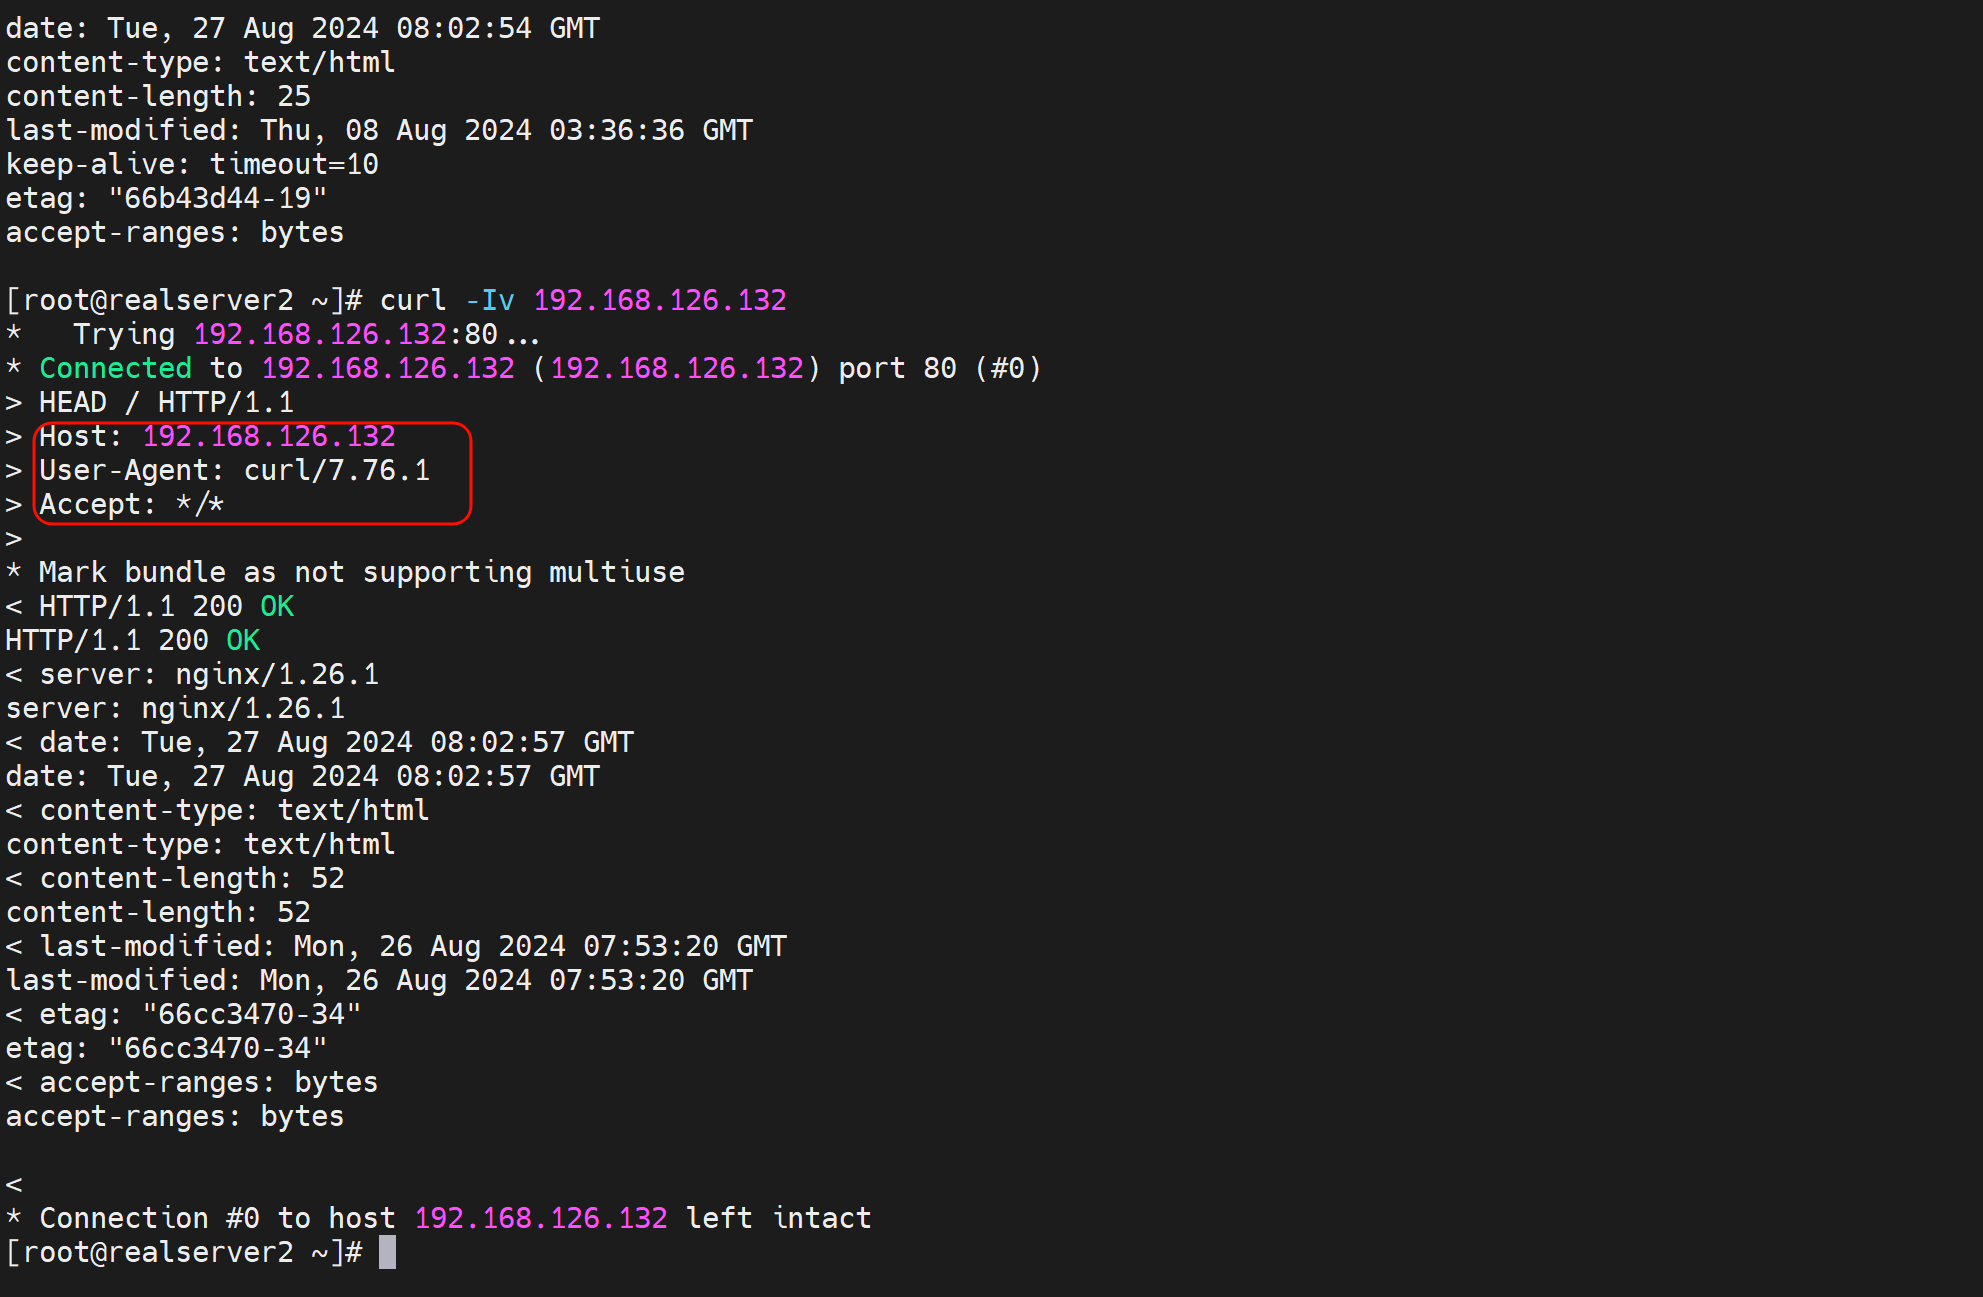 date: Tue, 27 Aug 2024 08:02:54 GMT
content-type: text/html
content-length: 25
last-modified: Thu, 08 Aug 2024 03:36:36 GMT
keep-alive: timeout=10
etag: "66b43d44-19"
accept-ranges: bytes
[root@realserver2 ~]# curl -Iv 192.168.126.132
*   Trying 192.168.126.132:80...
* Connected to 192.168.126.132 (192.168.126.132) port 80 (#0)
> HEAD / HTTP/1.1
> Host: 192.168.126.132
> User-Agent: curl/7.76.1
> Accept: */*
>
* Mark bundle as not supporting multiuse
< HTTP/1.1 200 OK
HTTP/1.1 200 OK
< server: nginx/1.26.1
server: nginx/1.26.1
< date: Tue, 27 Aug 2024 08:02:57 GMT
date: Tue, 27 Aug 2024 08:02:57 GMT
< content-type: text/html
content-type: text/html
< content-length: 52
content-length: 52
< last-modified: Mon, 26 Aug 2024 07:53:20 GMT
last-modified: Mon, 26 Aug 2024 07:53:20 GMT
< etag: "66cc3470-34"
etag: "66cc3470-34"
< accept-ranges: bytes
accept-ranges: bytes
<
* Connection #0 to host 192.168.126.132 left intact
[root@realserver2 ~]#